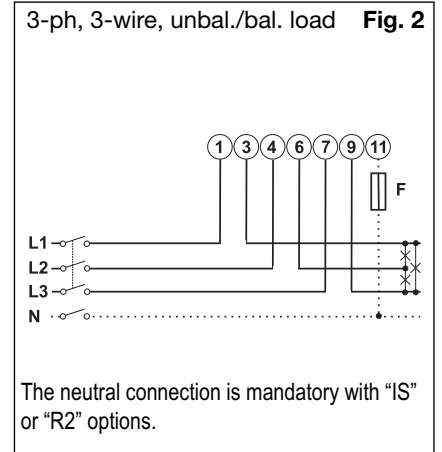 3-ph, 3-wire, unbal./bal. load Fig. 2
1 3 4 6 7 9 11
F
L1
L2
L3
N
The neutral connection is mandatory with “IS”
or “R2” options.